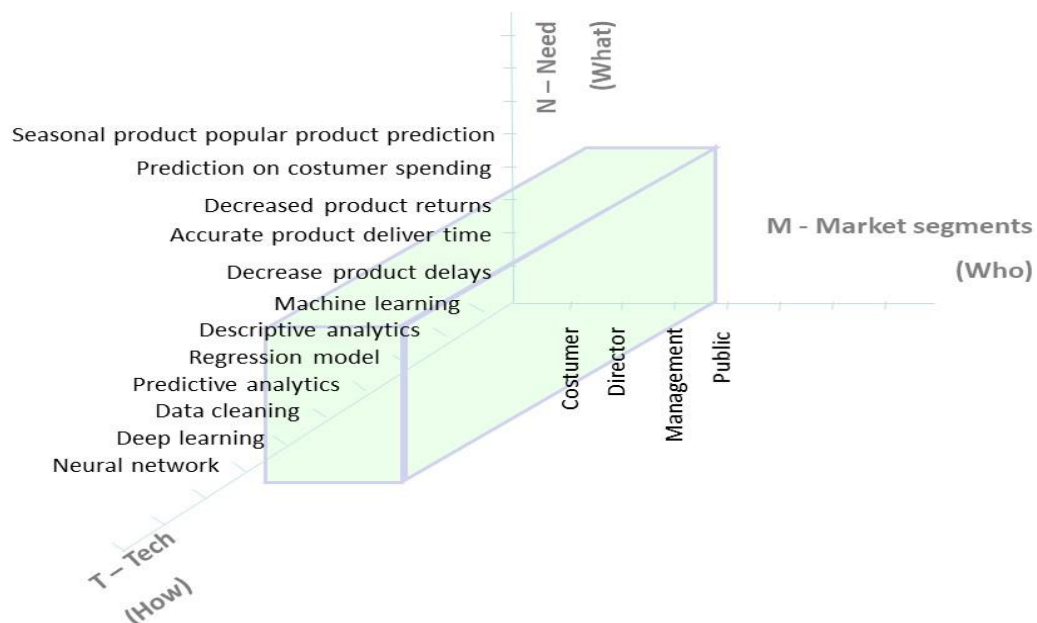 N – Need
(What)
Seasonal product popular product prediction
Prediction on costumer spending
Decreased product returns
Accurate product deliver time
Decrease product delays
M - Market segments
(Who)
Machine learning
Descriptive analytics
Regression model
Predictive analytics
Data cleaning
Deep learning
Neural network
Costumer
Director
Management
Public
T – Tech
(How)